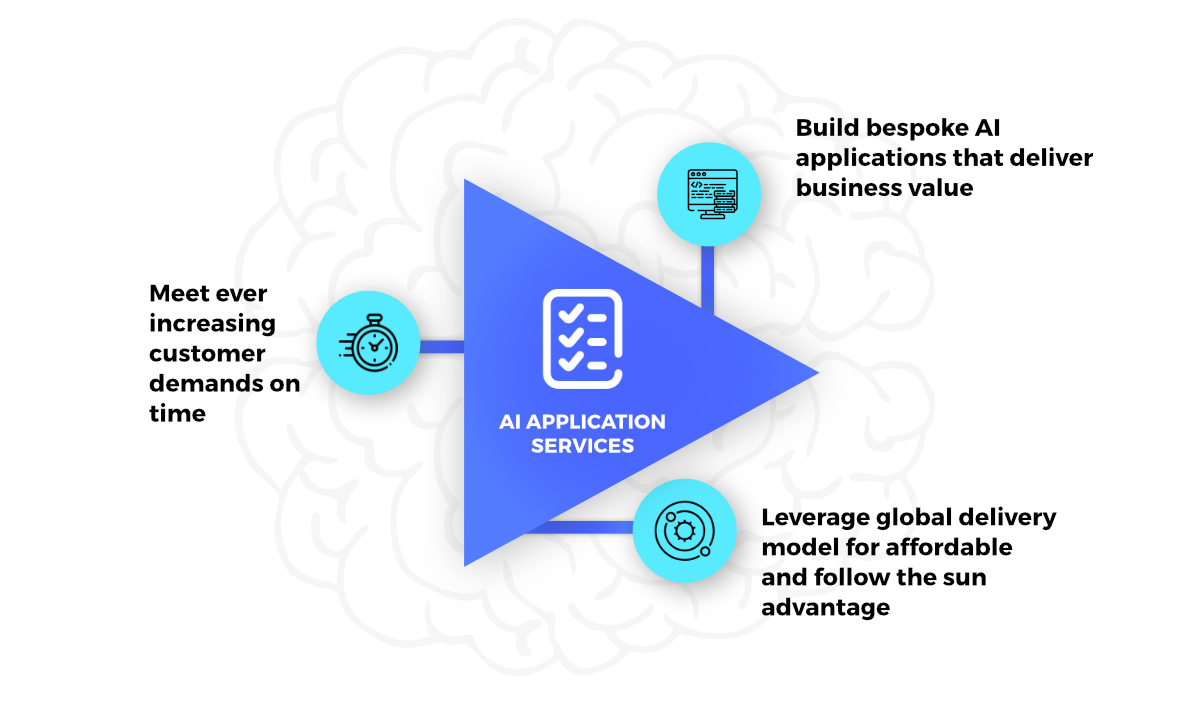 Build bespoke AI
applications that deliver
business value
Meet ever
increasing
customer
demands on
time
AI APPLICATION
SERVICES
Leverage global delivery
model for affordable
and follow the sun
advantage